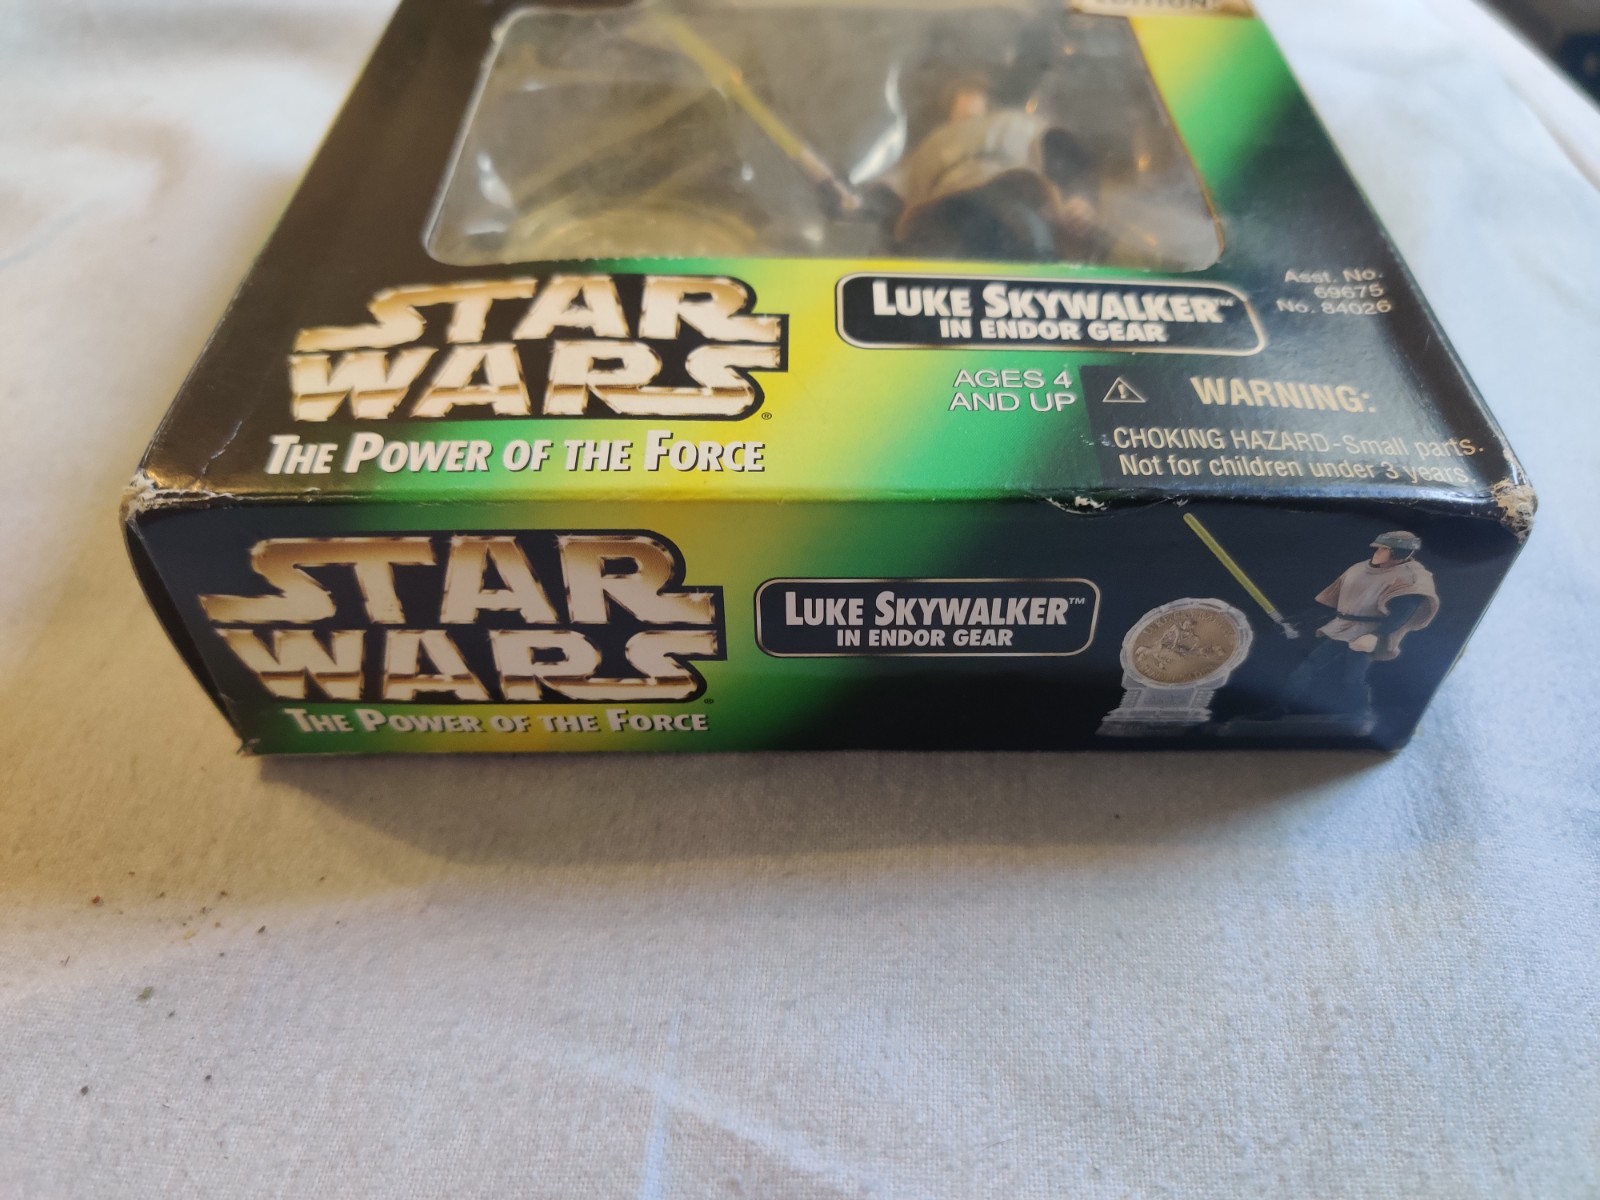 EDITION
STAR
WARS®
THE POWER OF THE FORCE
LUKE SKYWALKER™
IN ENDOR GEAR
Asst. No.
69675
No. 84026
AGES 4
AND UP
WARNING:
CHOKING HAZARD-Small parts.
Not for children under 3 years.
STAR
WARS®
THE POWER OF THE FORCE
LUKE SKYWALKER™
IN ENDOR GEAR